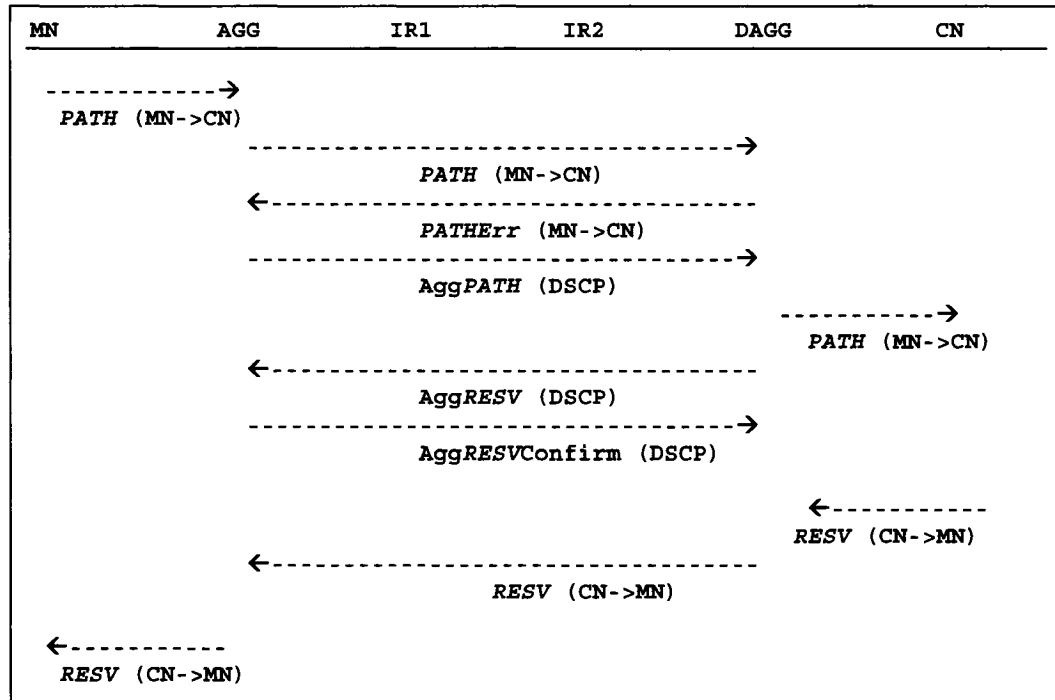 MN AGG IR1 IR2 DAGG CN
PATH (MN->CN)
PATH (MN->CN)
PATHErr (MN->CN)
AggPATH (DSCP)
PATH (MN->CN)
AggRESV (DSCP)
AggRESVConfirm (DSCP)
RESV (CN->MN)
RESV (CN->MN)
RESV (CN->MN)